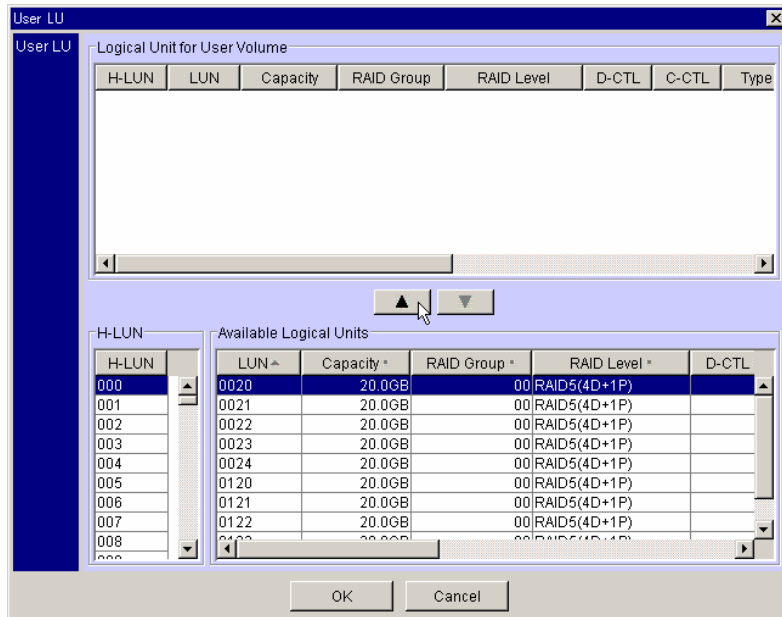 User LU
User LU
Logical Unit for User Volume
H-LUN LUN Capacity RAID Group RAID Level D-CTL C-CTL Type
H-LUN
Available Logical Units
H-LUN LUN Capacity RAID Group RAID Level D-CTL
000 0020 20.0GB 00 RAID5(4D+1P)
001 0021 20.0GB 00 RAID5(4D+1P)
002 0022 20.0GB 00 RAID5(4D+1P)
003 0023 20.0GB 00 RAID5(4D+1P)
004 0024 20.0GB 00 RAID5(4D+1P)
005 0120 20.0GB 00 RAID5(4D+1P)
006 0121 20.0GB 00 RAID5(4D+1P)
007 0122 20.0GB 00 RAID5(4D+1P)
008
OK Cancel